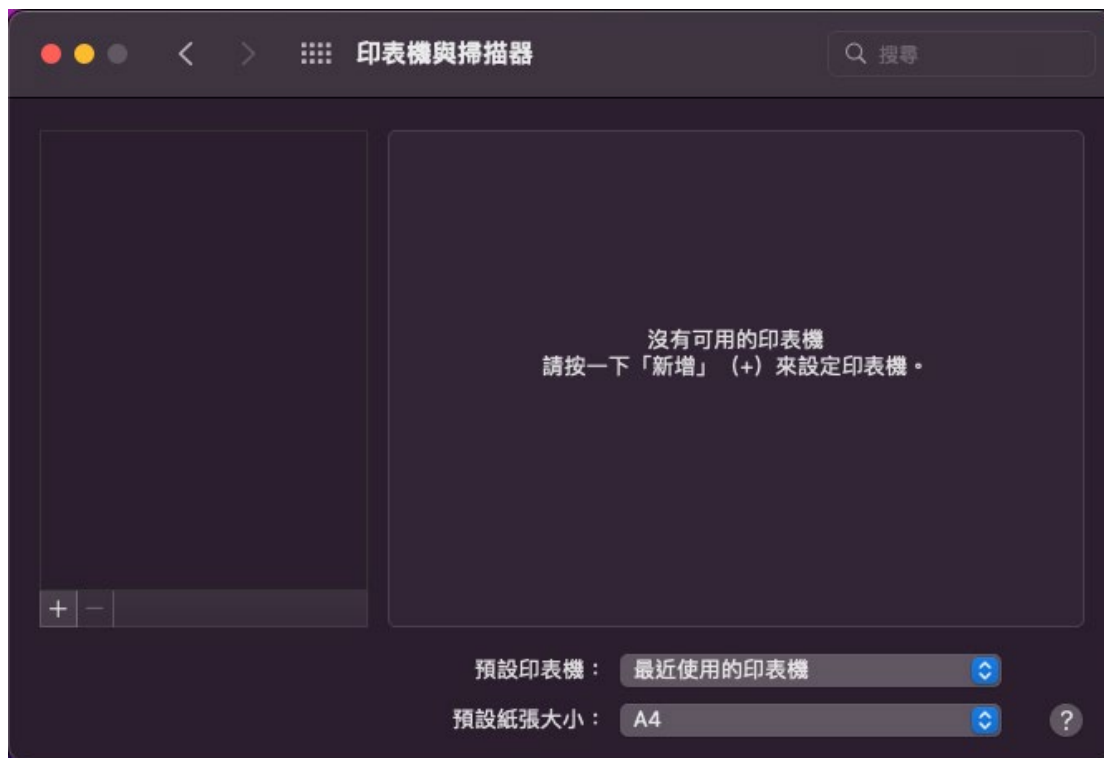 印表機與掃描器
搜尋
沒有可用的印表機
請按一下「新增」（+）來設定印表機。
預設印表機：
最近使用的印表機
預設紙張大小：
A4
?